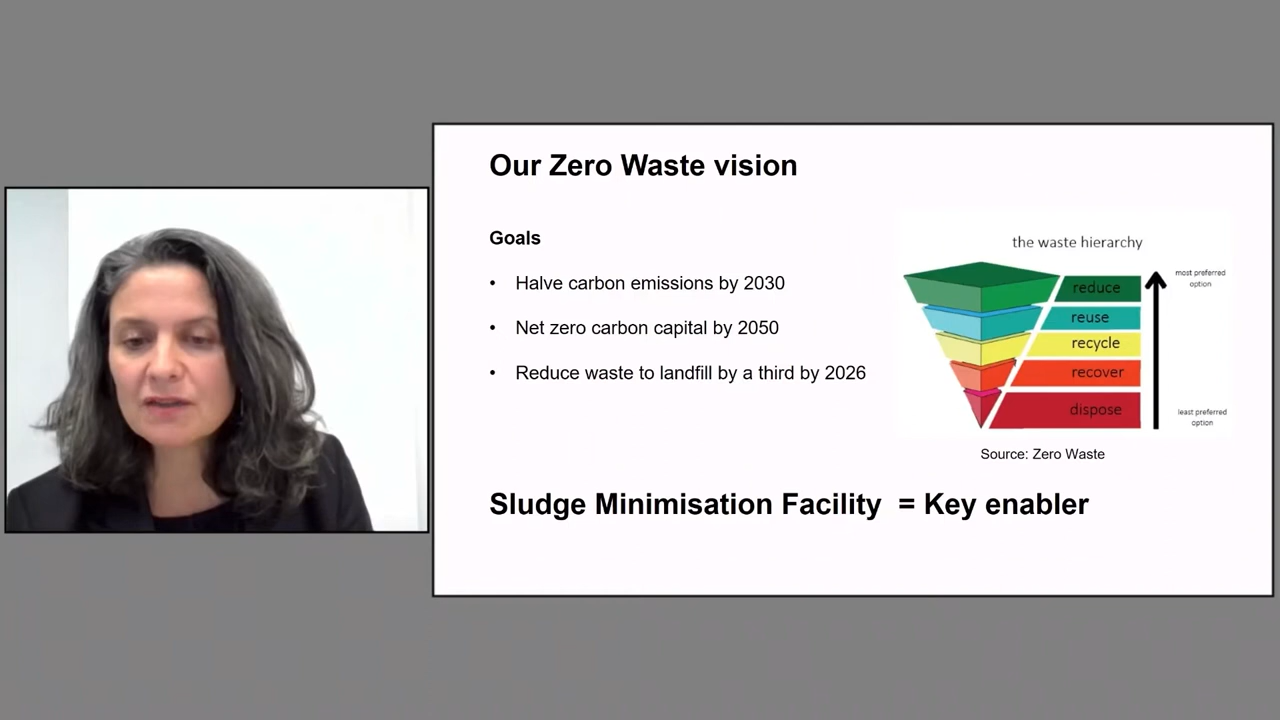 Our Zero Waste vision
Goals
• Halve carbon emissions by 2030
• Net zero carbon capital by 2050
• Reduce waste to landfill by a third by 2026
the waste hierarchy
most preferred
option
reduce
reuse
recycle
recover
dispose
least preferred
option
Source: Zero Waste
Sludge Minimisation Facility = Key enabler